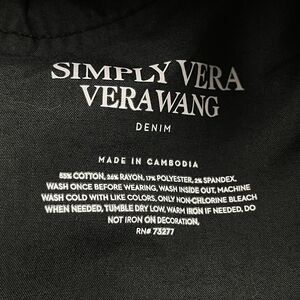 SIMPLY VERA
VERA WANG
DENIM
MADE IN CAMBODIA
55% COTTON, 26% RAYON, 17% POLYESTER, 2% SPANDEX.
WASH ONCE BEFORE WEARING, WASH INSIDE OUT, MACHINE
WASH COLD WITH LIKE COLORS, ONLY NON-CHLORINE BLEACH
WHEN NEEDED, TUMBLE DRY LOW, WARM IRON IF NEEDED, DO
NOT IRON ON DECORATION.
RN# 73277